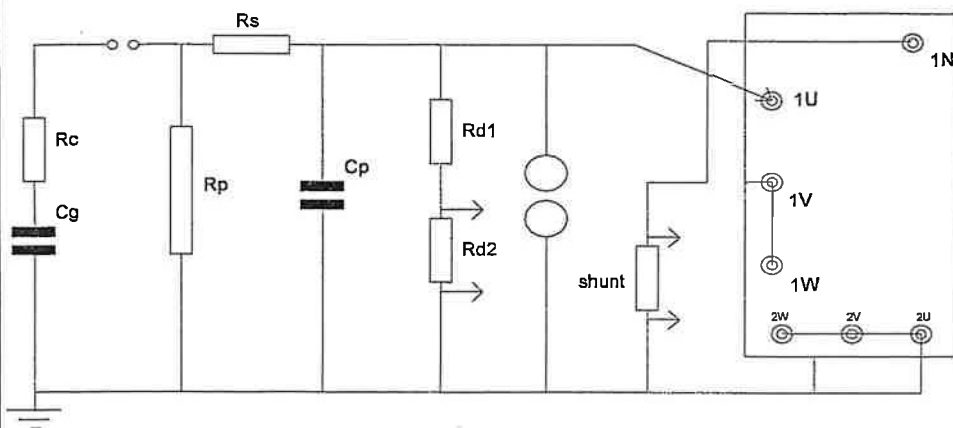 Rs
1N
1U
Rc
Rd1
Rp
Cp
Cg
1V
Rd2
shunt
1W
2W 2V 2U